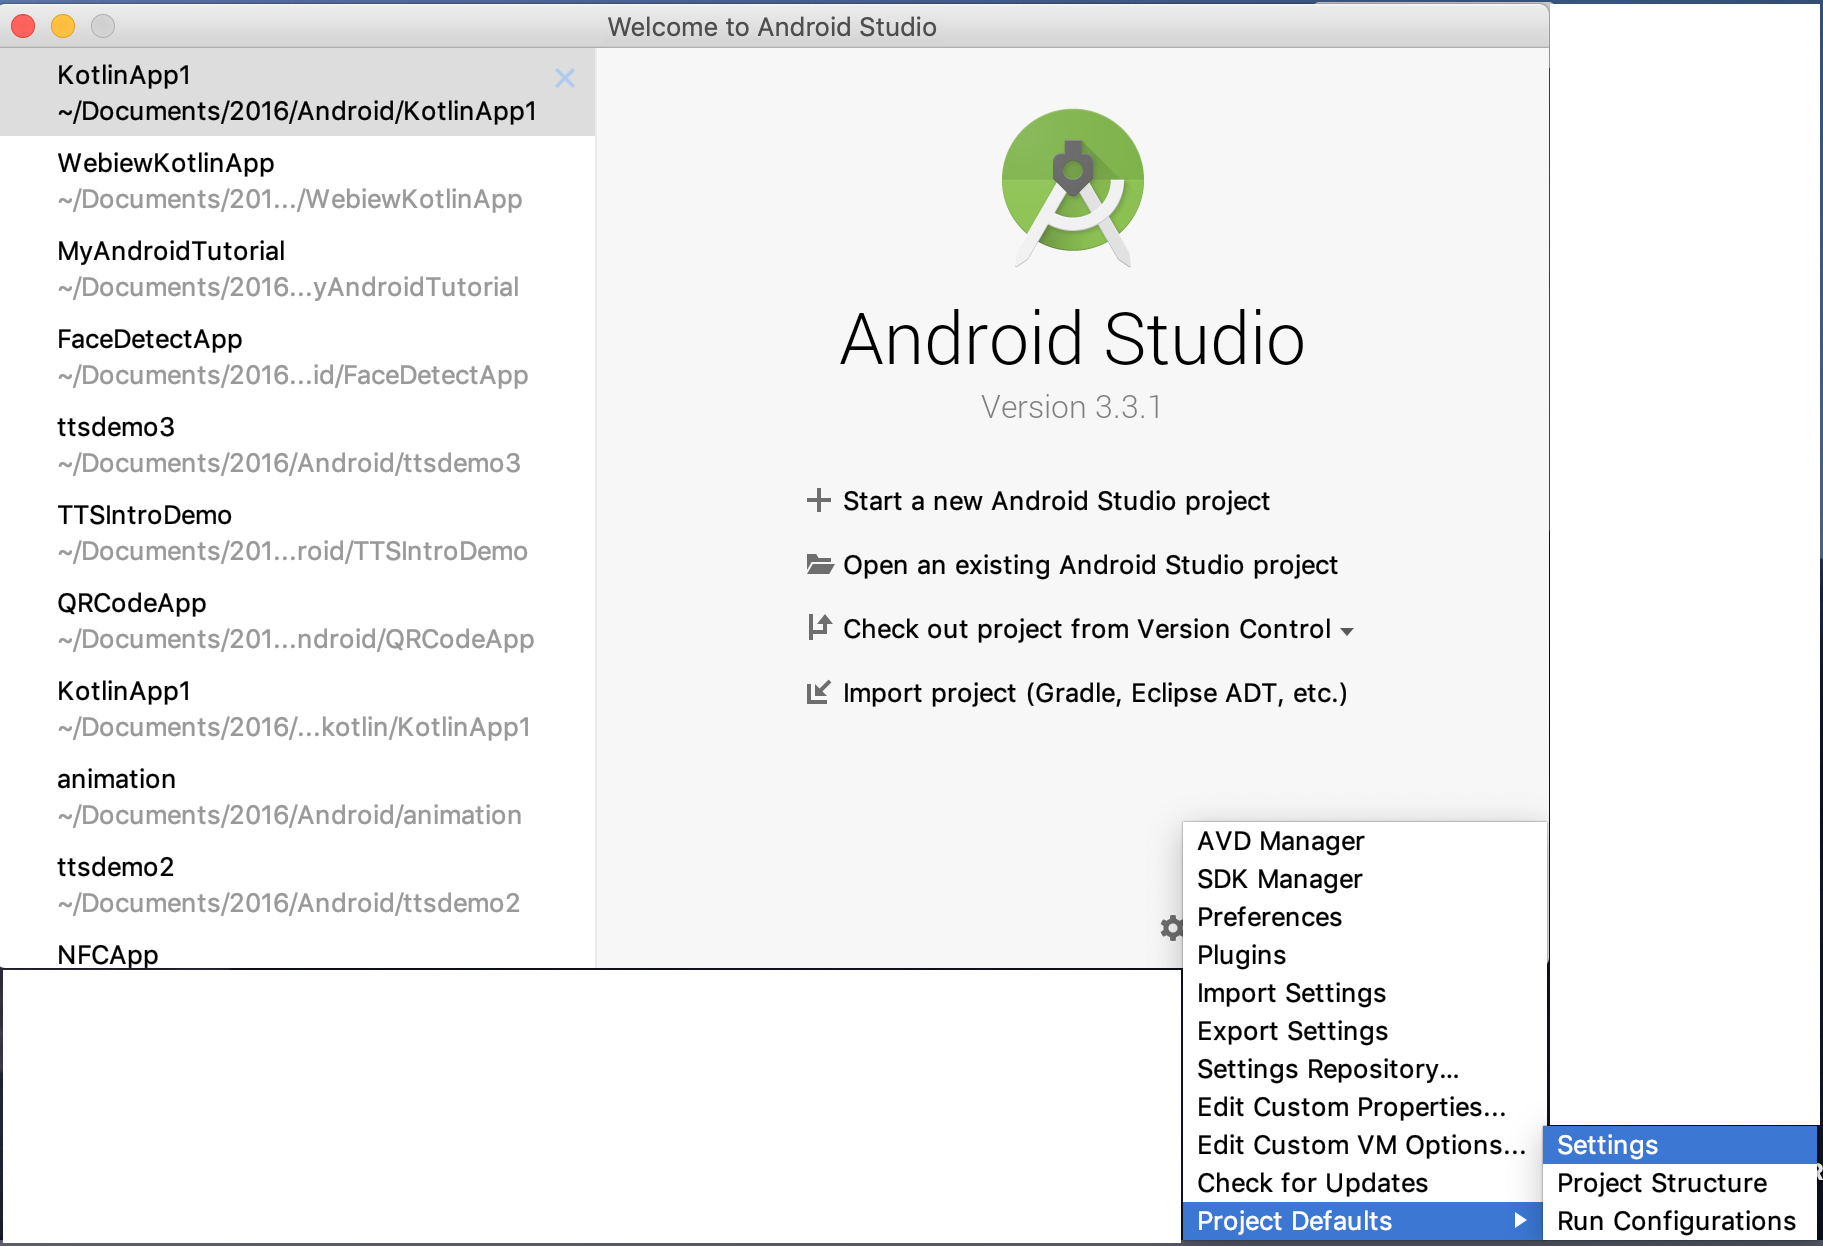 Welcome to Android Studio
KotlinApp1
~/Documents/2016/Android/KotlinApp1
WebiewKotlinApp
~/Documents/201.../WebiewKotlinApp
MyAndroidTutorial
~/Documents/2016...yAndroidTutorial
FaceDetectApp
~/Documents/2016...id/FaceDetectApp
ttsdemo3
~/Documents/2016/Android/ttsdemo3
TTSIntroDemo
~/Documents/201...roid/TTSIntroDemo
QRCodeApp
~/Documents/201...ndroid/QRCodeApp
KotlinApp1
~/Documents/2016/...kotlin/KotlinApp1
animation
~/Documents/2016/Android/animation
ttsdemo2
~/Documents/2016/Android/ttsdemo2
NFCApp
Android Studio
Version 3.3.1
Start a new Android Studio project
Open an existing Android Studio project
Check out project from Version Control
Import project (Gradle, Eclipse ADT, etc.)
AVD Manager
SDK Manager
Preferences
Plugins
Import Settings
Export Settings
Settings Repository...
Edit Custom Properties...
Edit Custom VM Options...
Check for Updates
Project Defaults
Settings
Project Structure
Run Configurations